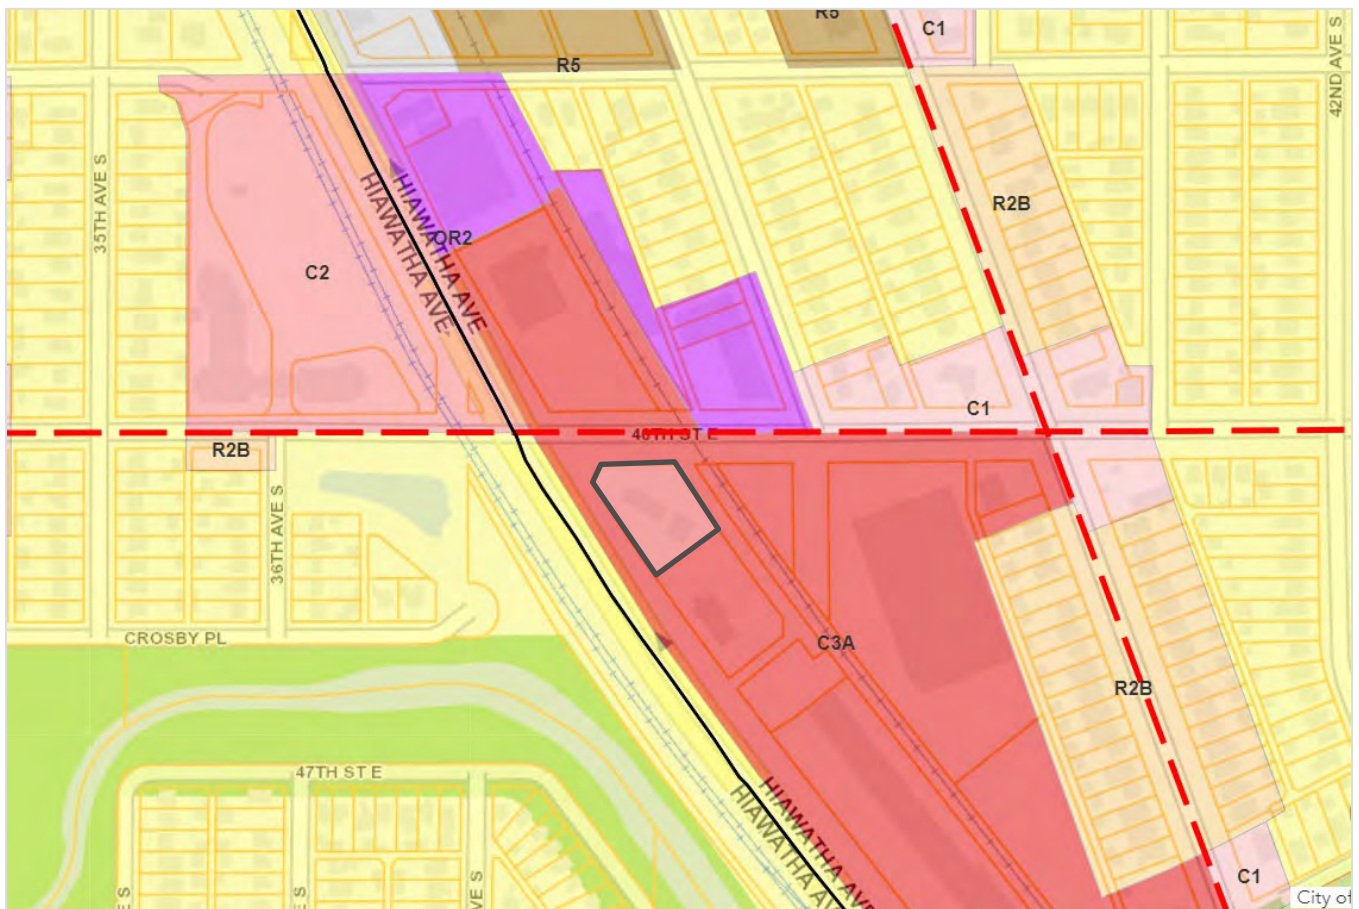 R5
C1
R5
42ND AVE S
35TH AVE S
HIAWATHA AVE
HIAWATHA AVE
R2B
OR2
C2
C1
46TH ST E
R2B
36TH AVE S
CROSBY PL
C3A
R2B
47TH ST E
HIAWATHA AVE
HIAWATHA
C1
VE S
E S
S
City of